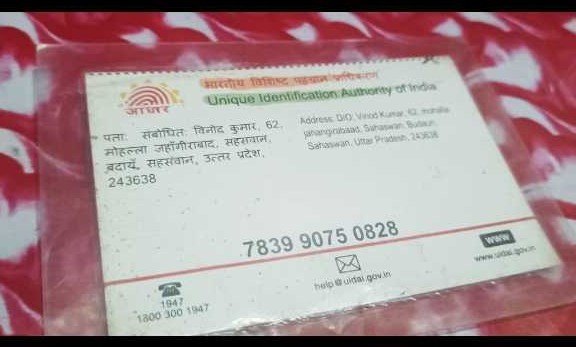 भारतीय विशिष्ट पहचान प्राधिकरण
Unique Identification Authority of India
आधार
पता: संबोधित: विनोद कुमार, 62,
मोहल्ला जहाँगीराबाद, सहसवान,
बदायूँ, सहसवान, उत्तर प्रदेश,
243638
Address: D/O: Vinod Kumar, 62, mohalla
jahangirabaad, Sahaswan, Budaun,
Sahaswan, Uttar Pradesh, 243638
7839 9075 0828
1947
1800 300 1947
help@uidai.gov.in
www
www.uidai.gov.in